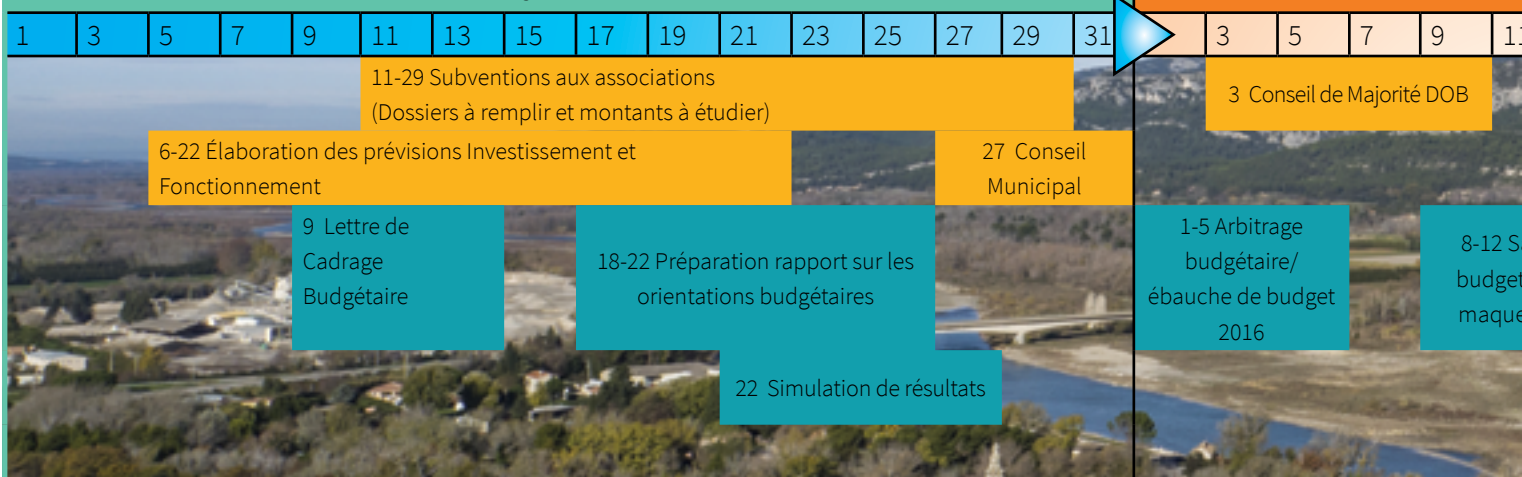 1 3 5 7 9 11 13 15 17 19 21 23 25 27 29 31 3 5 7 9
11-29 Subventions aux associations
(Dossiers à remplir et montants à étudier)
3 Conseil de Majorité DOB
6-22 Élaboration des prévisions Investissement et
Fonctionnement
27 Conseil
Municipal
9 Lettre de
Cadrage
Budgétaire
18-22 Préparation rapport sur les
orientations budgétaires
1-5 Arbitrage
budgétaire/
ébauche de budget
2016
8-12
22 Simulation de résultats